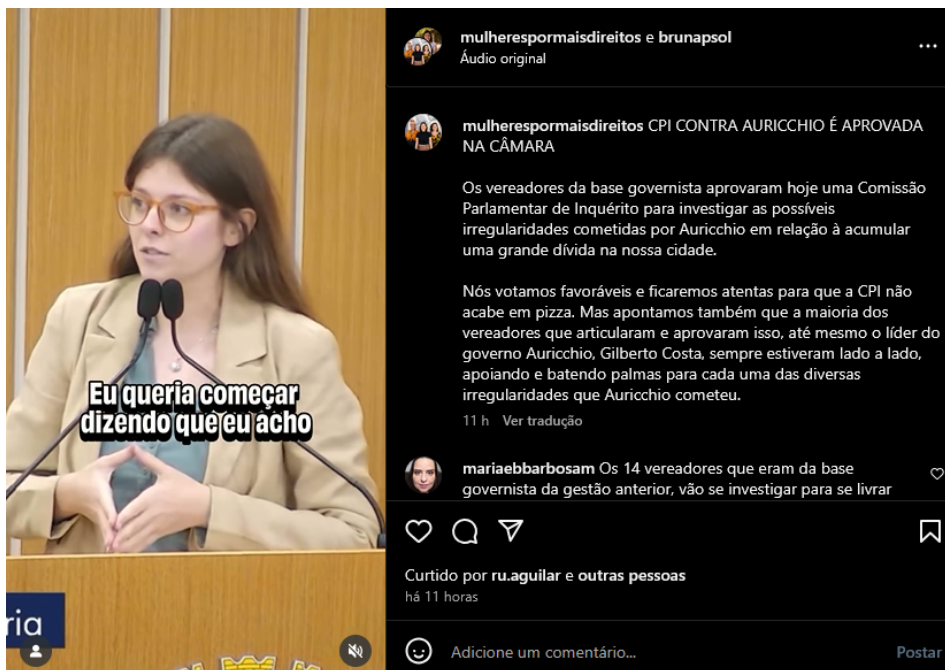 mulherespormaisdireitos e brunapsol
Áudio original
mulherespormaisdireitos CPI CONTRA AURICCHIO É APROVADA
NA CÂMARA
Os vereadores da base governista aprovaram hoje uma Comissão
Parlamentar de Inquérito para investigar as possíveis
irregularidades cometidas por Auricchio em relação à acumular
uma grande dívida na nossa cidade.
Nós votamos favoráveis e ficaremos atentas para que a CPI não
acabe em pizza. Mas apontamos também que a maioria dos
vereadores que articularam e aprovaram isso, até mesmo o líder do
governo Auricchio, Gilberto Costa, sempre estiveram lado a lado,
apoiando e batendo palmas para cada uma das diversas
irregularidades que Auricchio cometeu.
11 h Ver tradução
mariaebbarbosam Os 14 vereadores que eram da base
governista da gestão anterior, vão se investigar para se livrar
Curtido por ru.aguilar e outras pessoas
há 11 horas
Adicione um comentário...
Postar
Eu queria começar
dizendo que eu acho
ria